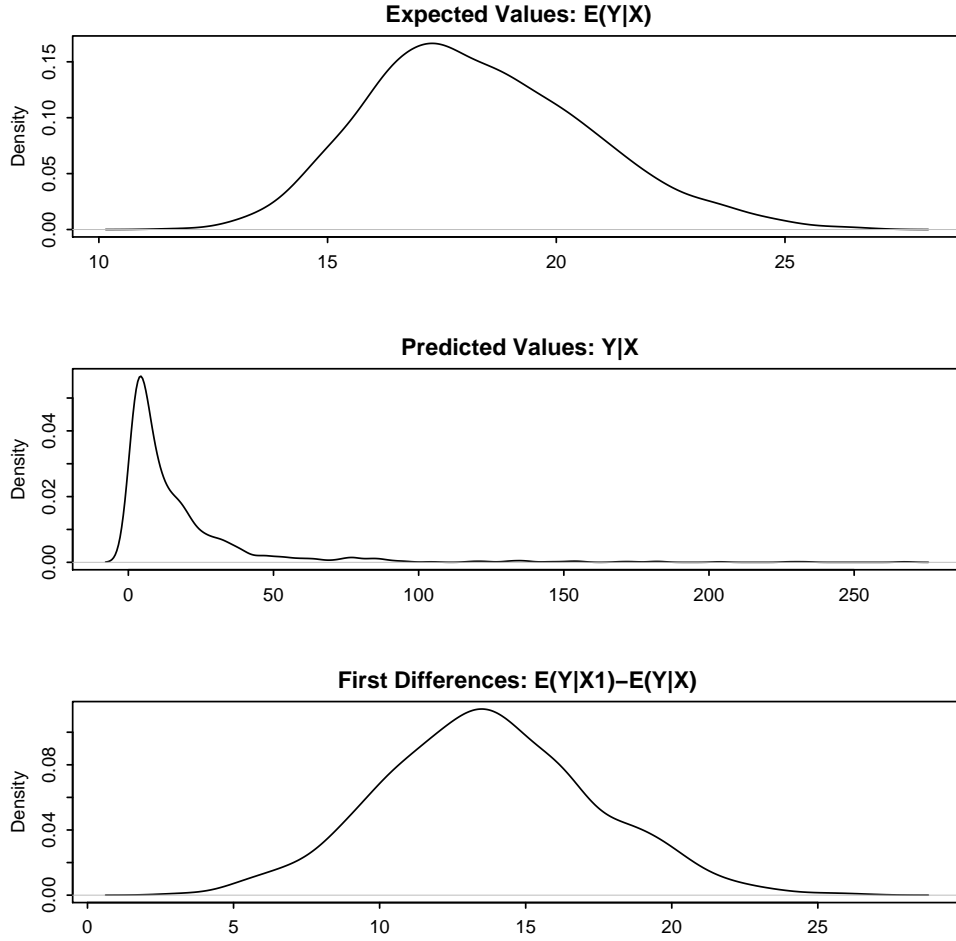 Expected Values: E(Y|X)
Density
0.00 0.05 0.10 0.15
10 15 20 25
Predicted Values: Y|X
Density
0.00 0.02 0.04
0 50 100 150 200 250
First Differences: E(Y|X1)−E(Y|X)
Density
0.00 0.04 0.08
0 5 10 15 20 25